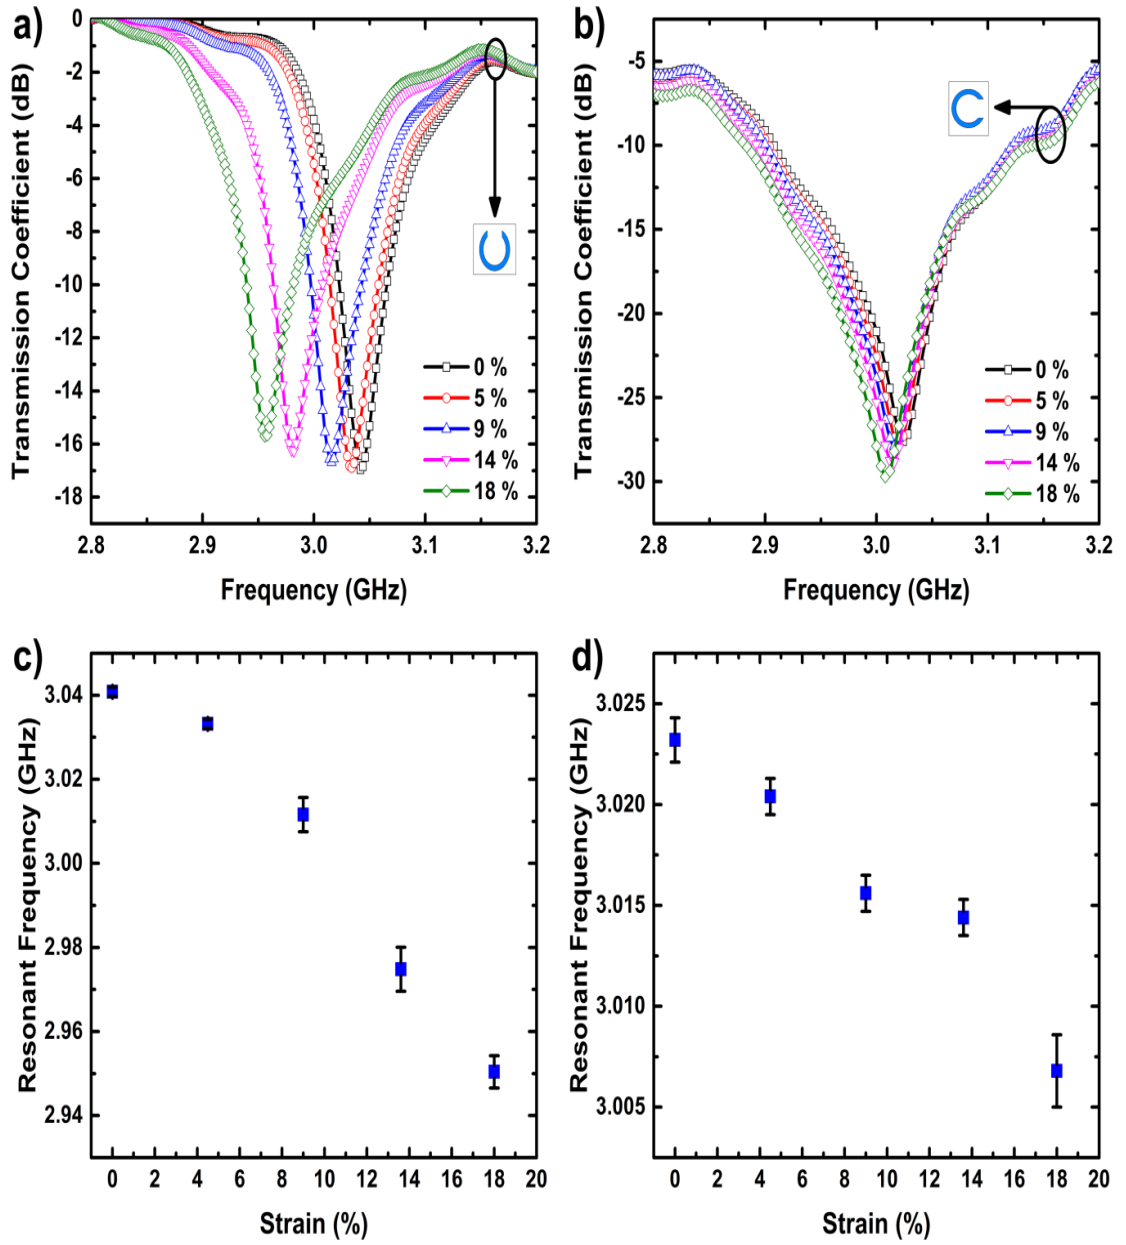 a)
Transmission Coefficient (dB)
0
-2
-4
-6
-8
-10
-12
-14
-16
-18
0 %
5 %
9 %
14 %
18 %
2.8 2.9 3.0 3.1 3.2
Frequency (GHz)
b)
Transmission Coefficient (dB)
-5
-10
-15
-20
-25
-30
0 %
5 %
9 %
14 %
18 %
2.8 2.9 3.0 3.1 3.2
Frequency (GHz)
c)
Resonant Frequency (GHz)
3.04
3.02
3.00
2.98
2.96
2.94
0 2 4 6 8 10 12 14 16 18 20
Strain (%)
d)
Resonant Frequency (GHz)
3.025
3.020
3.015
3.010
3.005
0 2 4 6 8 10 12 14 16 18 20
Strain (%)